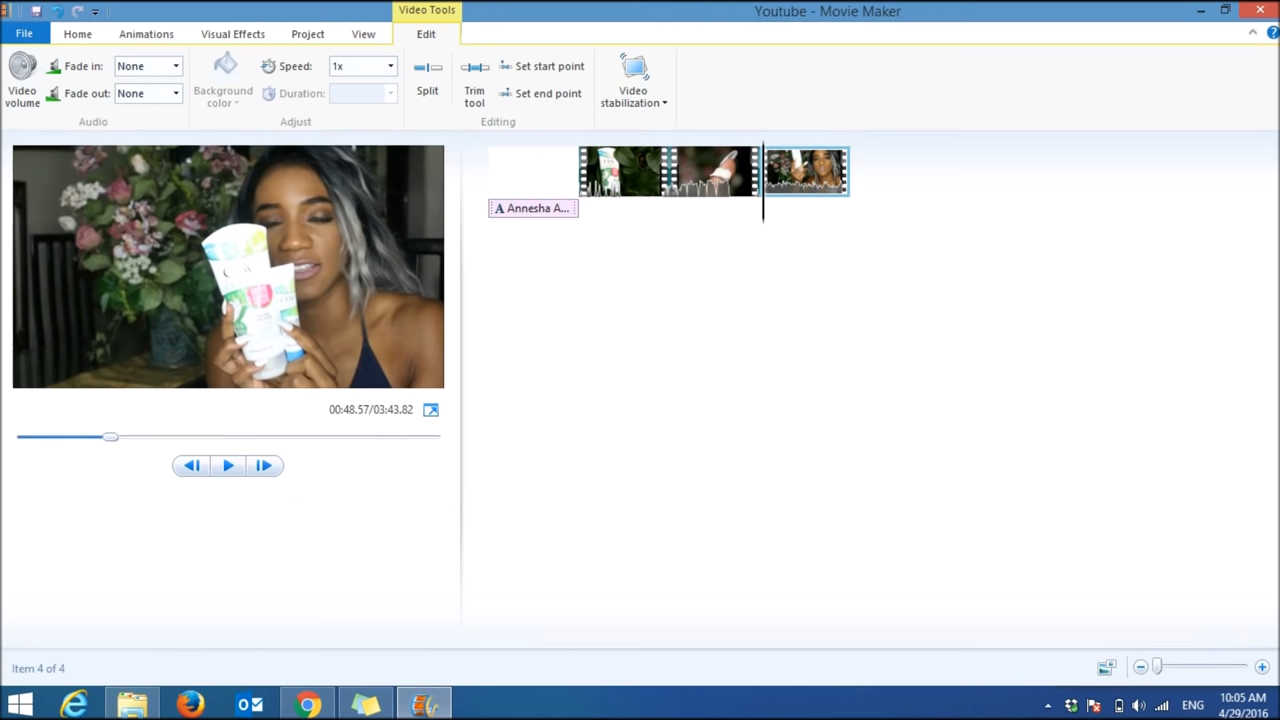 Video Tools
Youtube - Movie Maker
File
Home
Animations
Visual Effects
Project
View
Edit
Video volume
Fade in:
None
Fade out:
None
Audio
Background color
Speed:
1x
Duration:
Adjust
Split
Trim tool
Set start point
Set end point
Editing
Video stabilization
A Annesha A...
00:48.57/03:43.82
Item 4 of 4
ENG
10:05 AM
4/29/2016